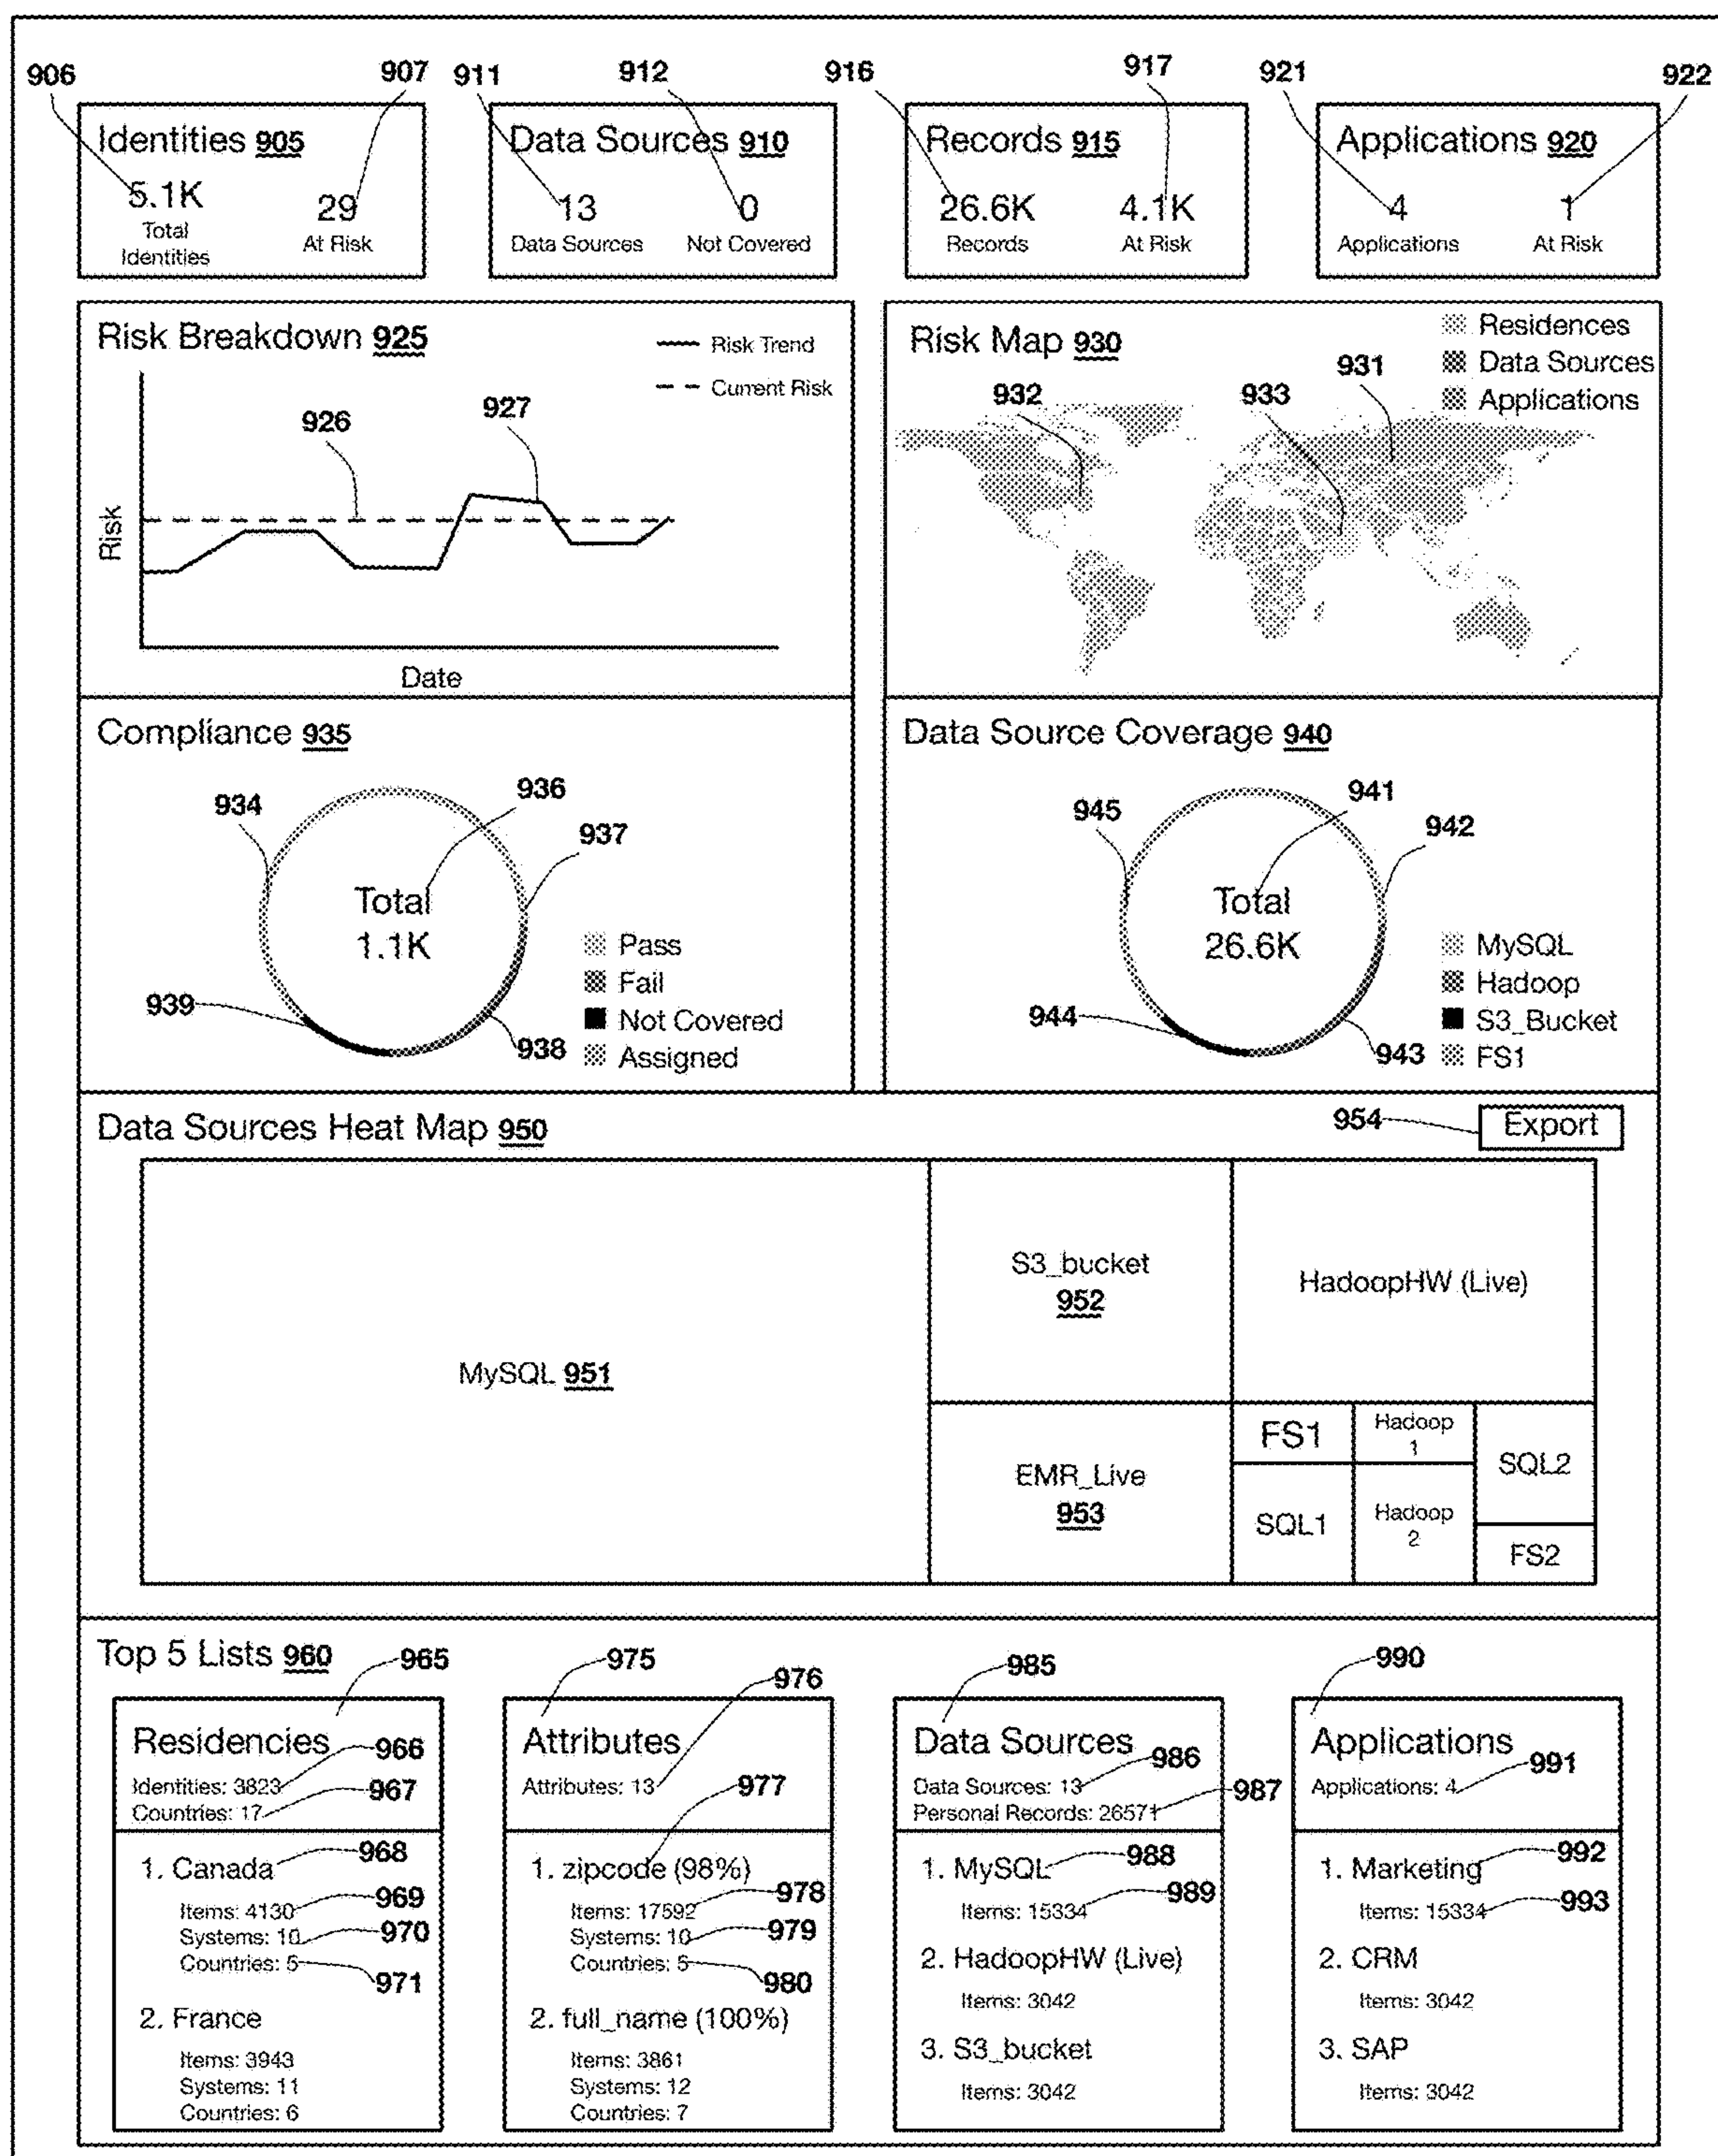 906 907 911 912 916 917 921 922
Identities 905
5.1K 29
Total Identities At Risk
Data Sources 910
13 0
Data Sources Not Covered
Records 915
26.6K 4.1K
Records At Risk
Applications 920
4 1
Applications At Risk
Risk Breakdown 925
Risk Trend
Current Risk
926 927
Risk
Date
Risk Map 930
Residences
Data Sources
Applications
931
932 933
Compliance 935
934 936 937
Total
1.1K
939 938
Pass
Fail
Not Covered
Assigned
Data Source Coverage 940
945 941 942
Total
26.6K
944 943
MySQL
Hadoop
S3_Bucket
FS1
Data Sources Heat Map 950
954 Export
MySQL 951
S3_bucket
952
HadoopHW (Live)
EMR_Live
953
FS1
Hadoop
1
SQL2
SQL1
Hadoop
2
FS2
Top 5 Lists 960
965 975 976 985 990
Residencies 966
Identities: 3823
Countries: 17 967
1. Canada 968
Items: 4130 969
Systems: 10 970
Countries: 5 971
2. France
Items: 3943
Systems: 11
Countries: 6
Attributes
Attributes: 13 977
1. zipcode (98%)
Items: 17592 978
Systems: 10 979
Countries: 5 980
2. full_name (100%)
Items: 3861
Systems: 12
Countries: 7
Data Sources 986
Data Sources: 13
Personal Records: 26571 987
1. MySQL 988
Items: 15334 989
2. HadoopHW (Live)
Items: 3042
3. S3_bucket
Items: 3042
Applications
Applications: 4 991
1. Marketing 992
Items: 15334 993
2. CRM
Items: 3042
3. SAP
Items: 3042